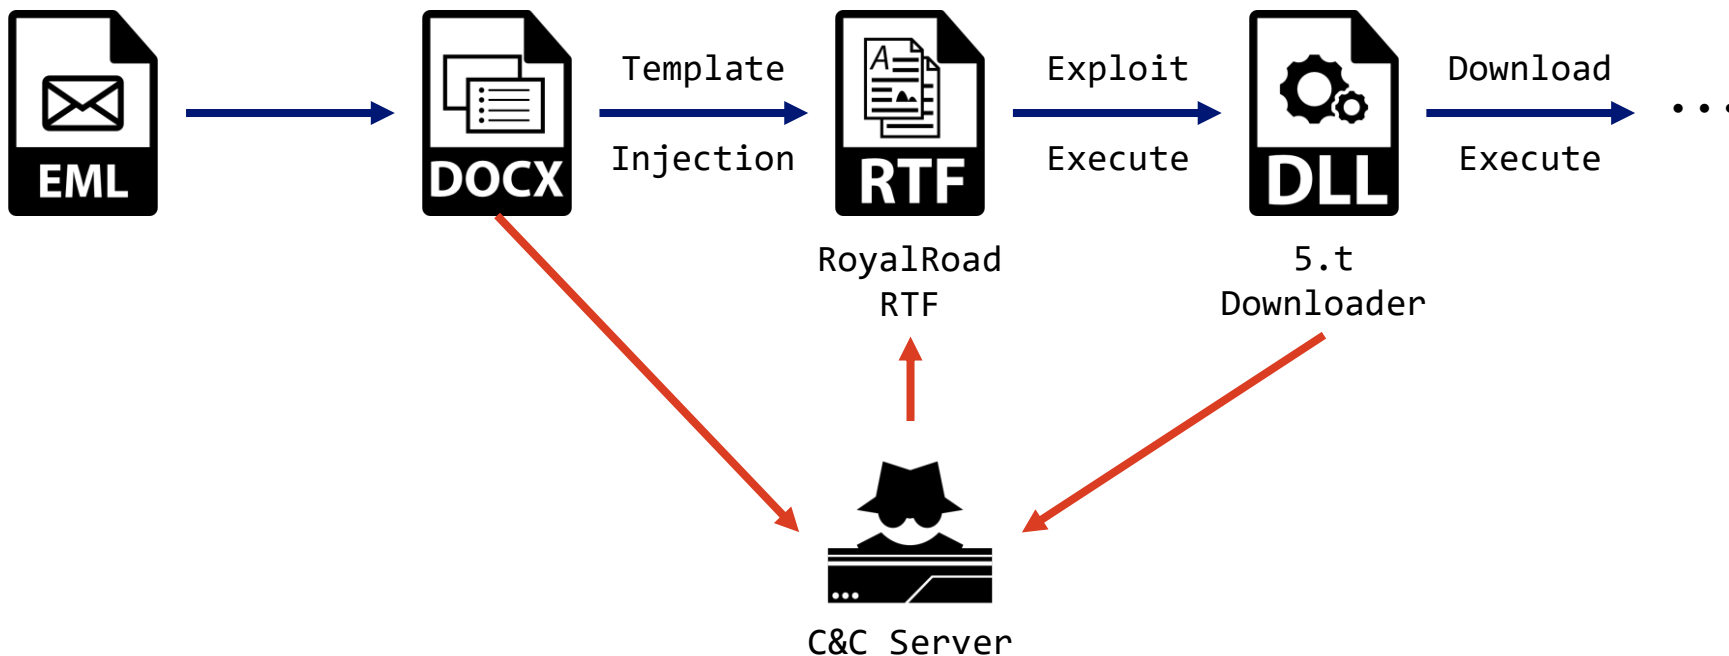 EML
DOCX
Template
Injection
A
RTF
RoyalRoad
RTF
Exploit
Execute
DLL
5.t
Downloader
Download
Execute
...
C&C Server